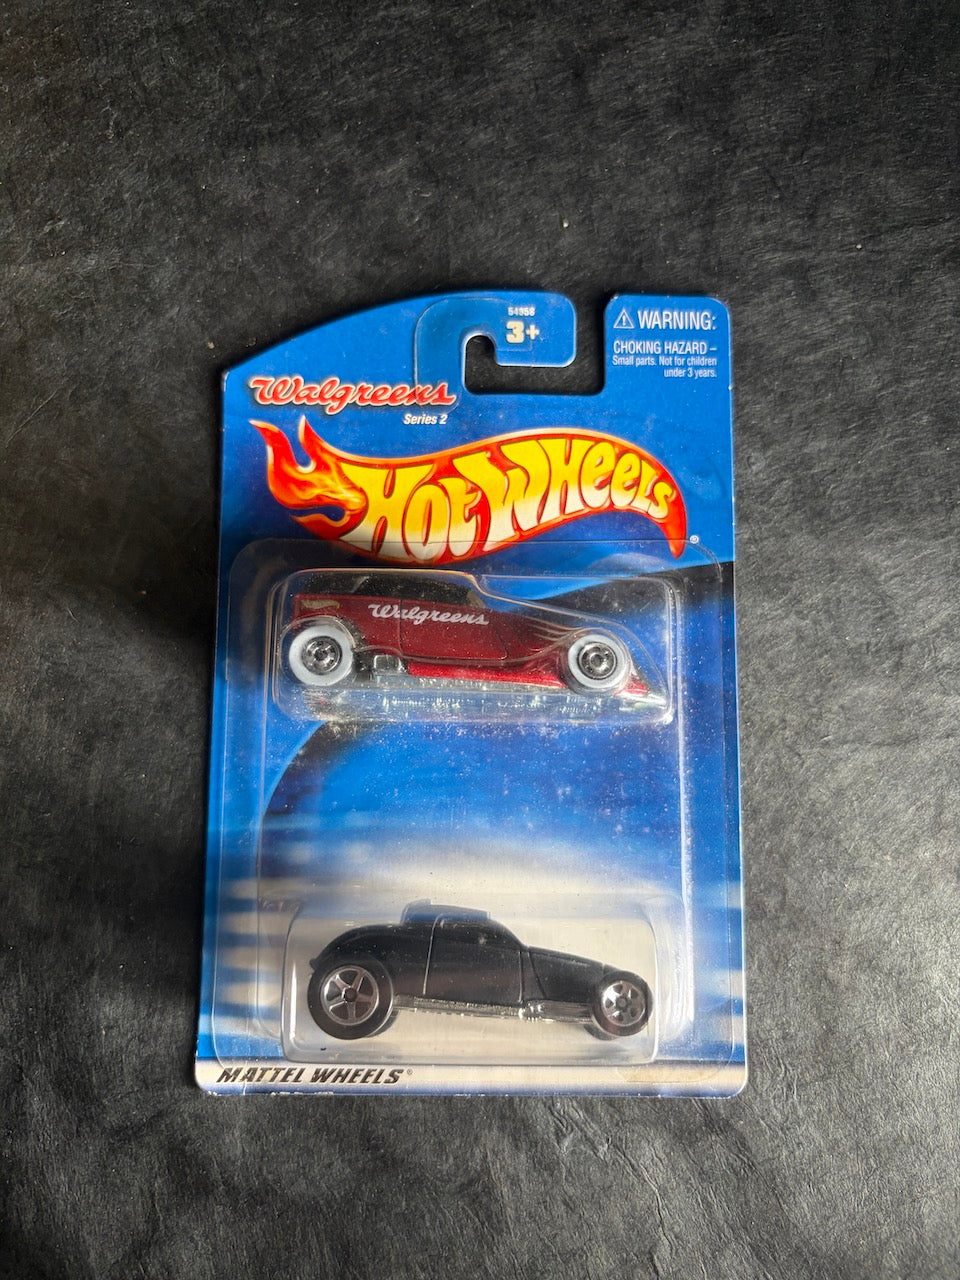 54358
3+
⚠ WARNING:
CHOKING HAZARD –
Small parts. Not for children
under 3 years.
Walgreens
Series 2
HOT WHEELS
®
Walgreens
MATTEL WHEELS®